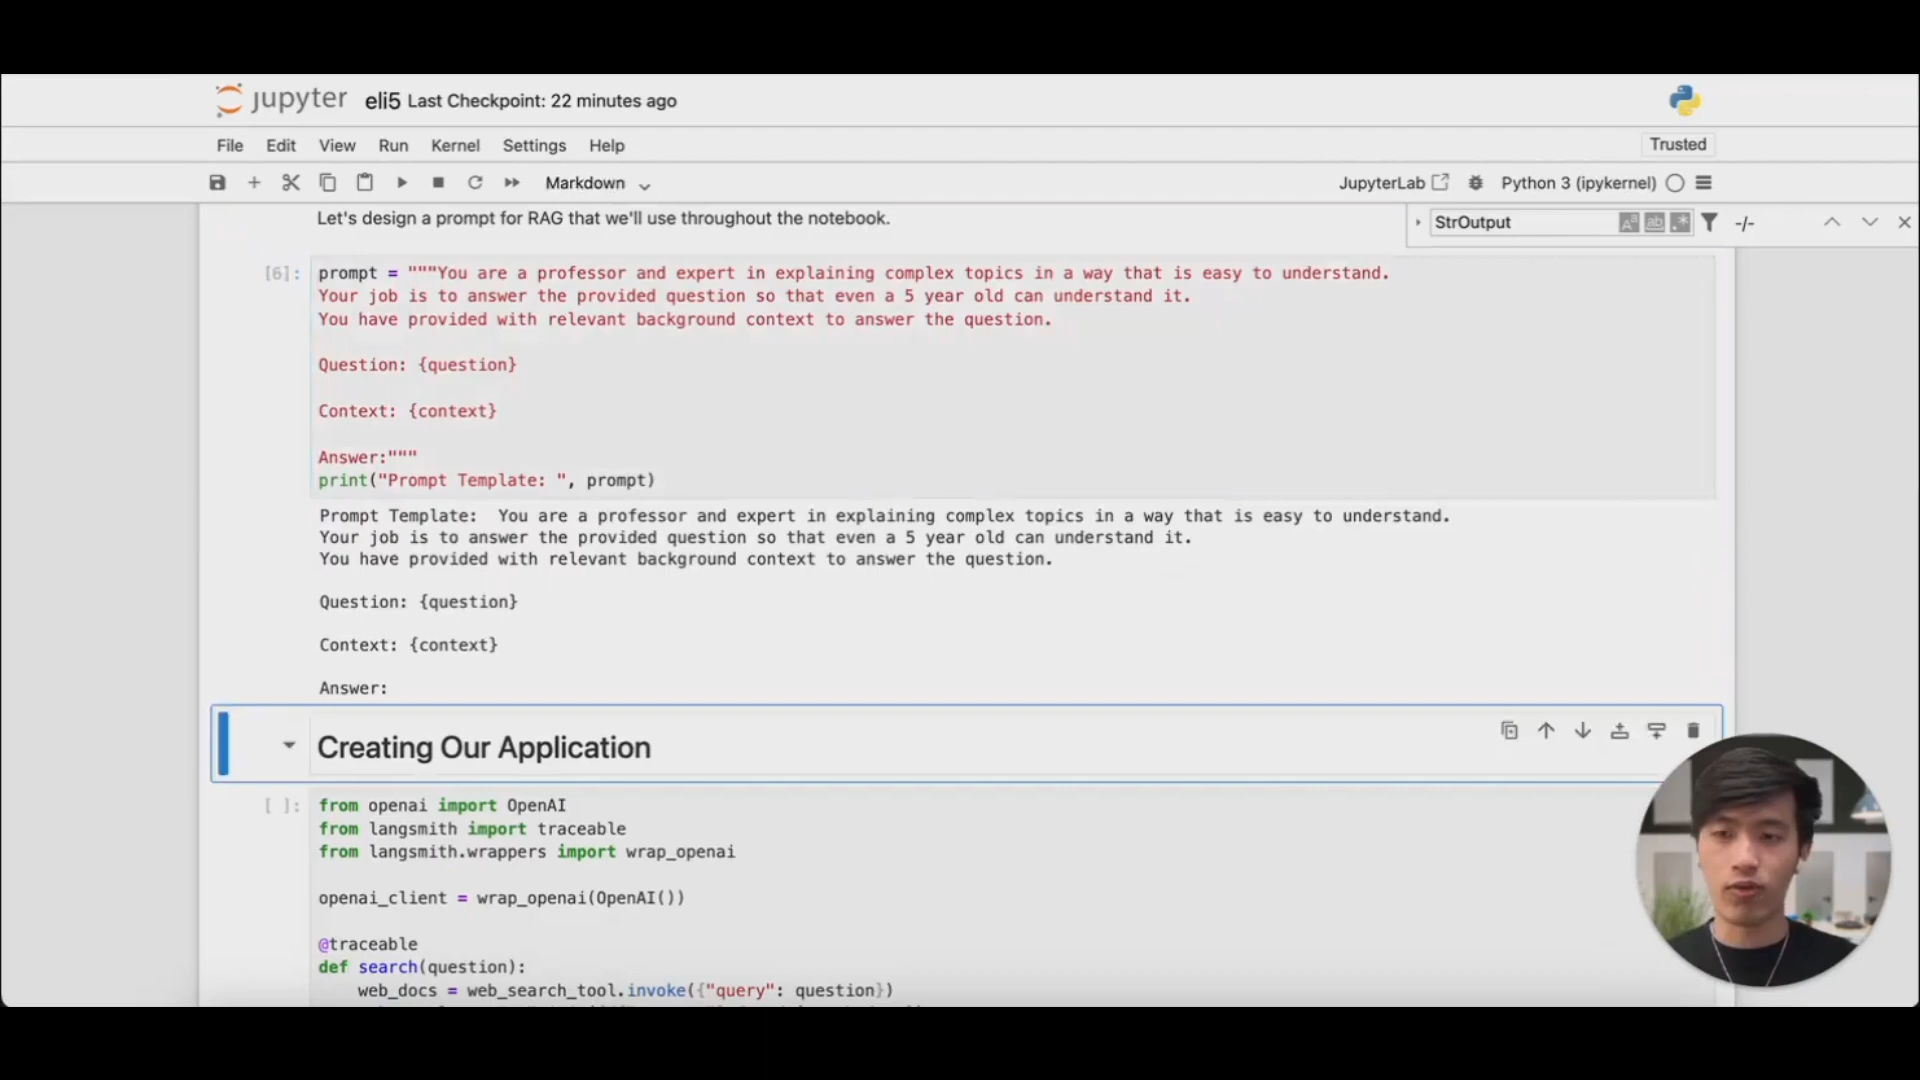 jupyter eli5 Last Checkpoint: 22 minutes ago
File Edit View Run Kernel Settings Help
Trusted
Markdown
JupyterLab Python 3 (ipykernel)
Let's design a prompt for RAG that we'll use throughout the notebook.
StrOutput
-/-
[6]: prompt = """You are a professor and expert in explaining complex topics in a way that is easy to understand.
Your job is to answer the provided question so that even a 5 year old can understand it.
You have provided with relevant background context to answer the question.
Question: {question}
Context: {context}
Answer:"""
print("Prompt Template: ", prompt)
Prompt Template:  You are a professor and expert in explaining complex topics in a way that is easy to understand.
Your job is to answer the provided question so that even a 5 year old can understand it.
You have provided with relevant background context to answer the question.
Question: {question}
Context: {context}
Answer:
Creating Our Application
[ ]: from openai import OpenAI
from langsmith import traceable
from langsmith.wrappers import wrap_openai
openai_client = wrap_openai(OpenAI())
@traceable
def search(question):
    web_docs = web_search_tool.invoke({"query": question})